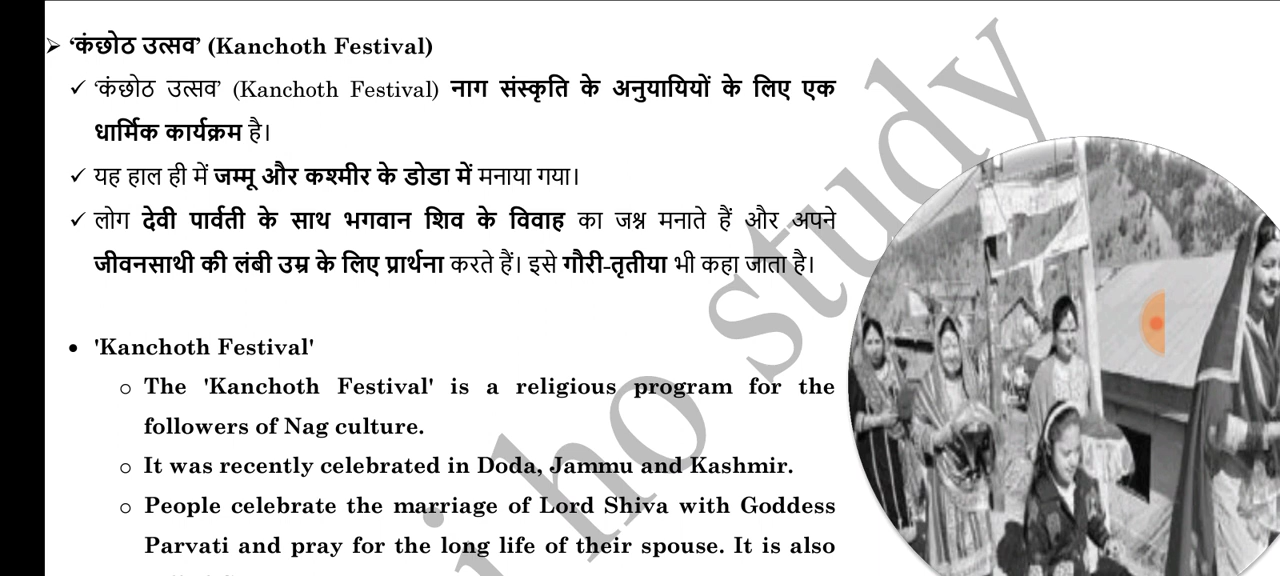 ➢ ‘कंछोठ उत्सव’ (Kanchoth Festival)
✓ ‘कंछोठ उत्सव’ (Kanchoth Festival) नाग संस्कृति के अनुयायियों के लिए एक
धार्मिक कार्यक्रम है।
✓ यह हाल ही में जम्मू और कश्मीर के डोडा में मनाया गया।
✓ लोग देवी पार्वती के साथ भगवान शिव के विवाह का जश्न मनाते हैं और अपने
जीवनसाथी की लंबी उम्र के लिए प्रार्थना करते हैं। इसे गौरी-तृतीया भी कहा जाता है।
• 'Kanchoth Festival'
o The 'Kanchoth Festival' is a religious program for the
followers of Nag culture.
o It was recently celebrated in Doda, Jammu and Kashmir.
o People celebrate the marriage of Lord Shiva with Goddess
Parvati and pray for the long life of their spouse. It is also
ho study